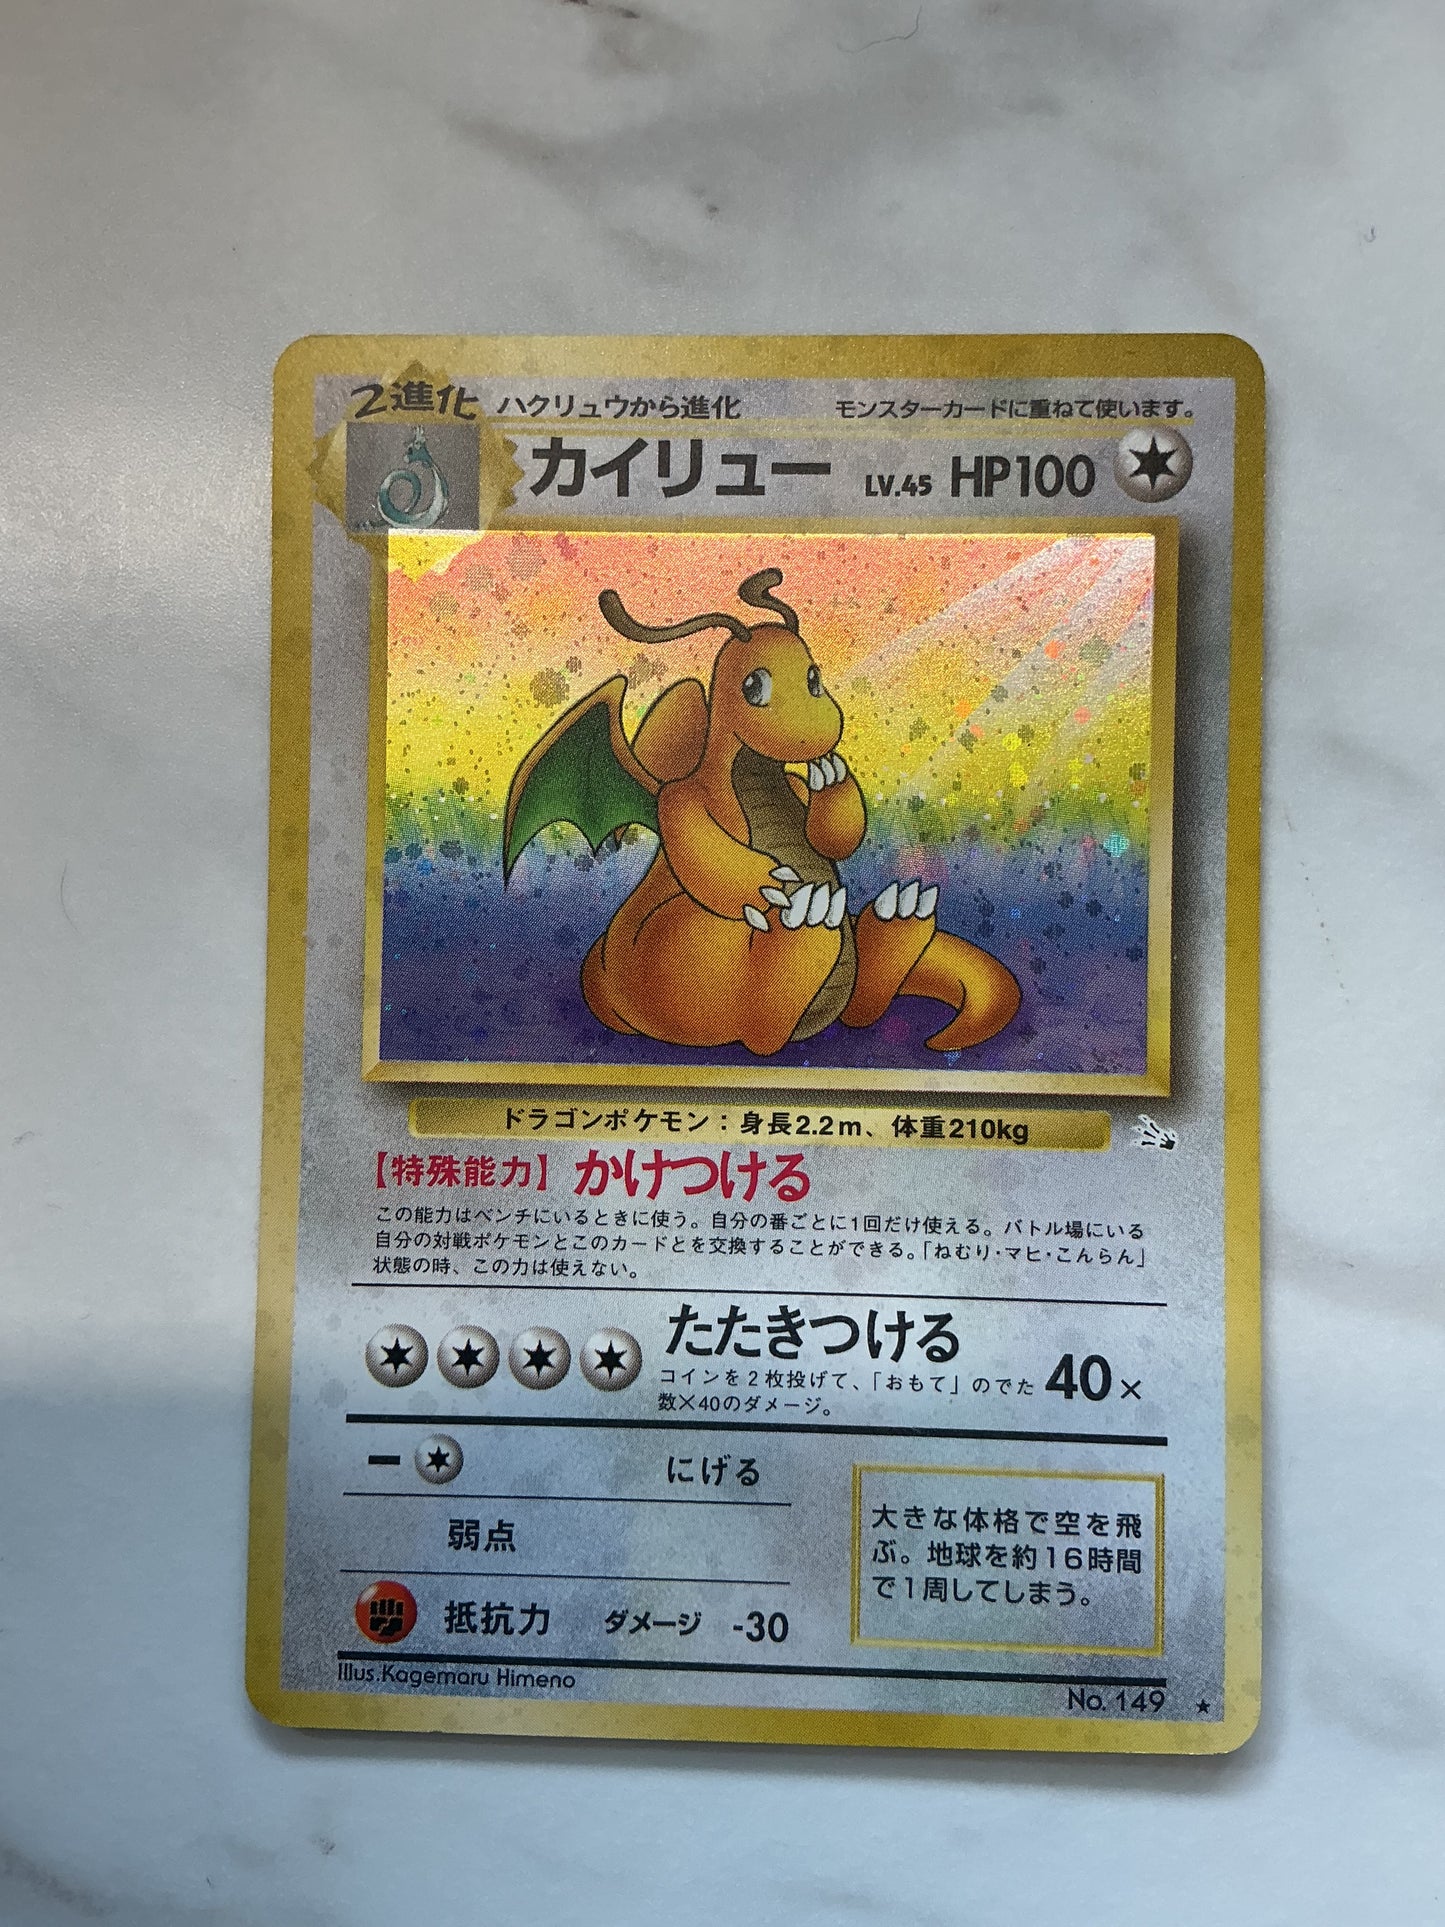 2進化 ハクリュウから進化 モンスターカードに重ねて使います。
カイリュー LV.45 HP100
ドラゴンポケモン：身長2.2m、体重210kg
【特殊能力】かけつける
この能力はベンチにいるときに使う。自分の番ごとに1回だけ使える。バトル場にいる
自分の対戦ポケモンとこのカードとを交換することができる。「ねむり・マヒ・こんらん」
状態の時、この力は使えない。
たたきつける
コインを2枚投げて、「おもて」のでた
数×40のダメージ。
40×
− にげる
弱点
抵抗力 ダメージ -30
大きな体格で空を飛
ぶ。地球を約16時間
で1周してしまう。
Illus.Kagemaru Himeno
No. 149 ★